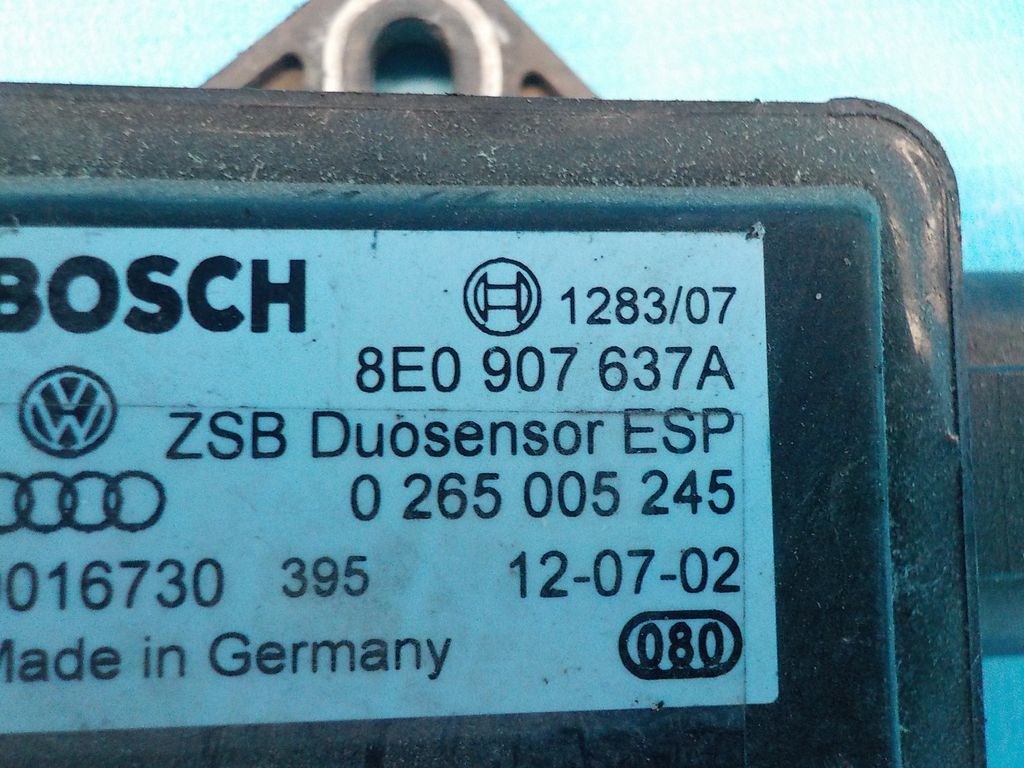 BOSCH 1283/07
8E0 907 637A
ZSB Duosensor ESP
0 265 005 245
016730 395 12-07-02
Made in Germany 080